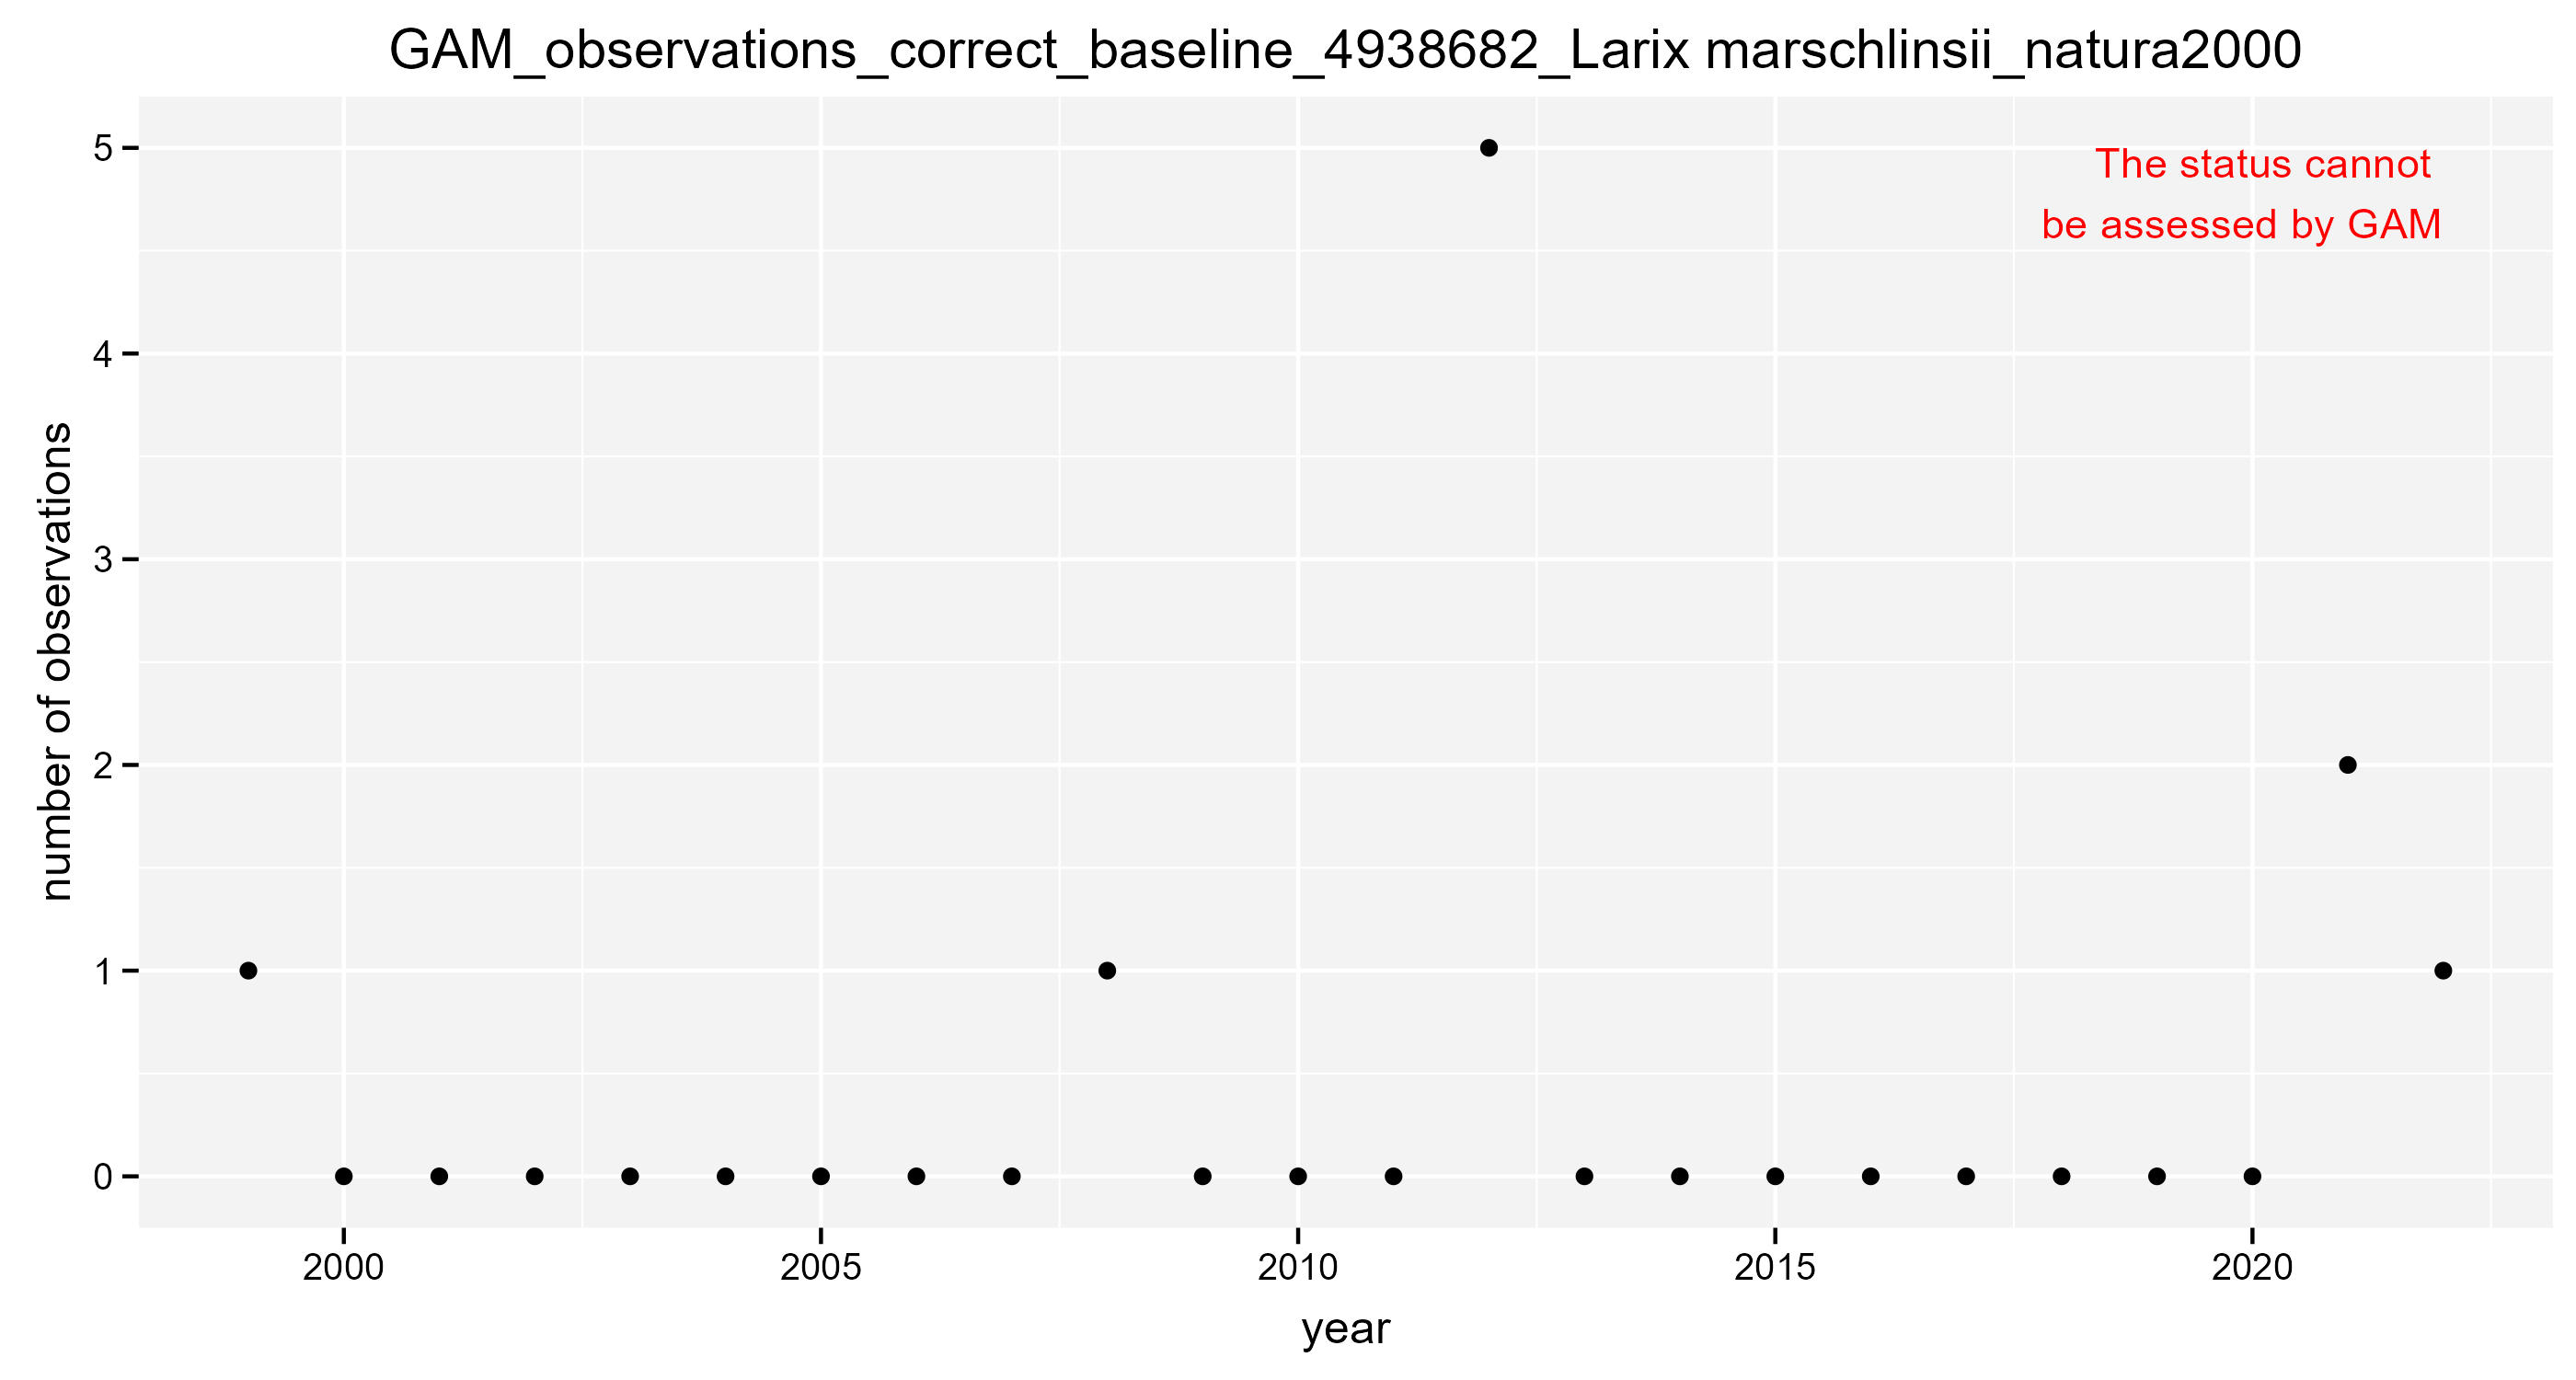 GAM_observations_correct_baseline_4938682_Larix marschlinsii_natura2000
The status cannot
be assessed by GAM
number of observations
5
4
3
2
1
0
2000
2005
2010
2015
2020
year